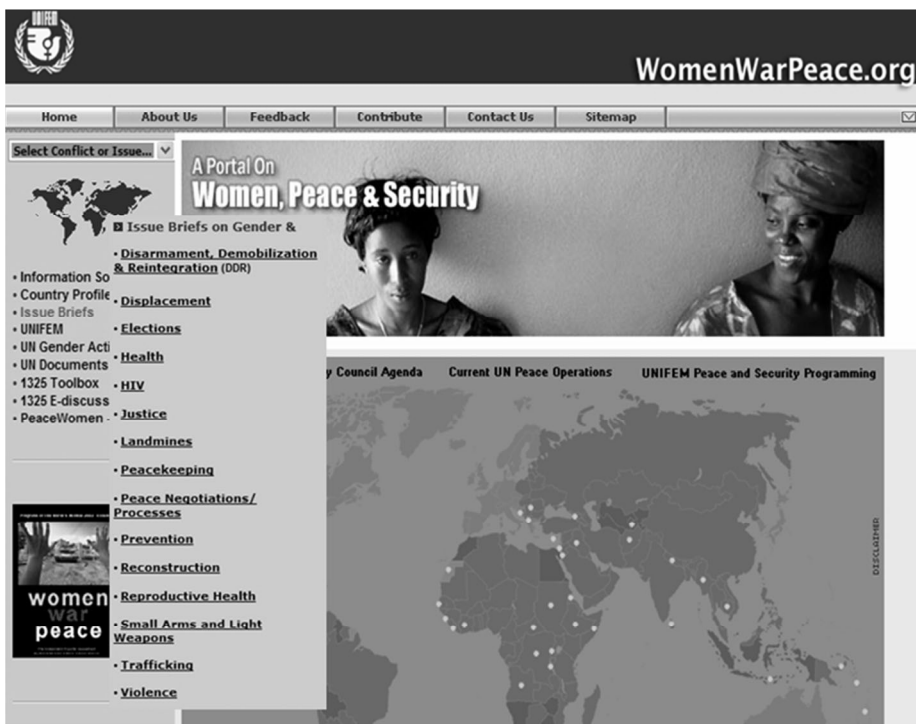 UNIFEM
WomenWarPeace.org
Home
About Us
Feedback
Contribute
Contact Us
Sitemap
Select Conflict or Issue...
A Portal On
Women, Peace & Security
Issue Briefs on Gender &
• Disarmament, Demobilization
& Reintegration (DDR)
• Displacement
• Elections
• Health
• HIV
• Justice
• Landmines
• Peacekeeping
• Peace Negotiations/
Processes
• Prevention
• Reconstruction
• Reproductive Health
• Small Arms and Light
Weapons
• Trafficking
• Violence
• Information So
• Country Profile
• Issue Briefs
• UNIFEM
• UN Gender Acti
• UN Documents
• 1325 Toolbox
• 1325 E-discuss
• PeaceWomen -
y Council Agenda
Current UN Peace Operations
UNIFEM Peace and Security Programming
DISCLAIMER
women
war
peace